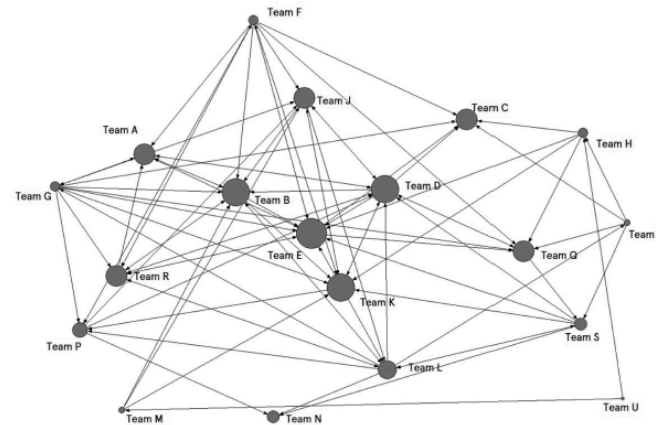 Team F
Team J
Team C
Team A
Team H
Team G
Team B
Team D
Team
Team E
Team Q
Team R
Team K
Team S
Team P
Team L
Team M
Team N
Team U